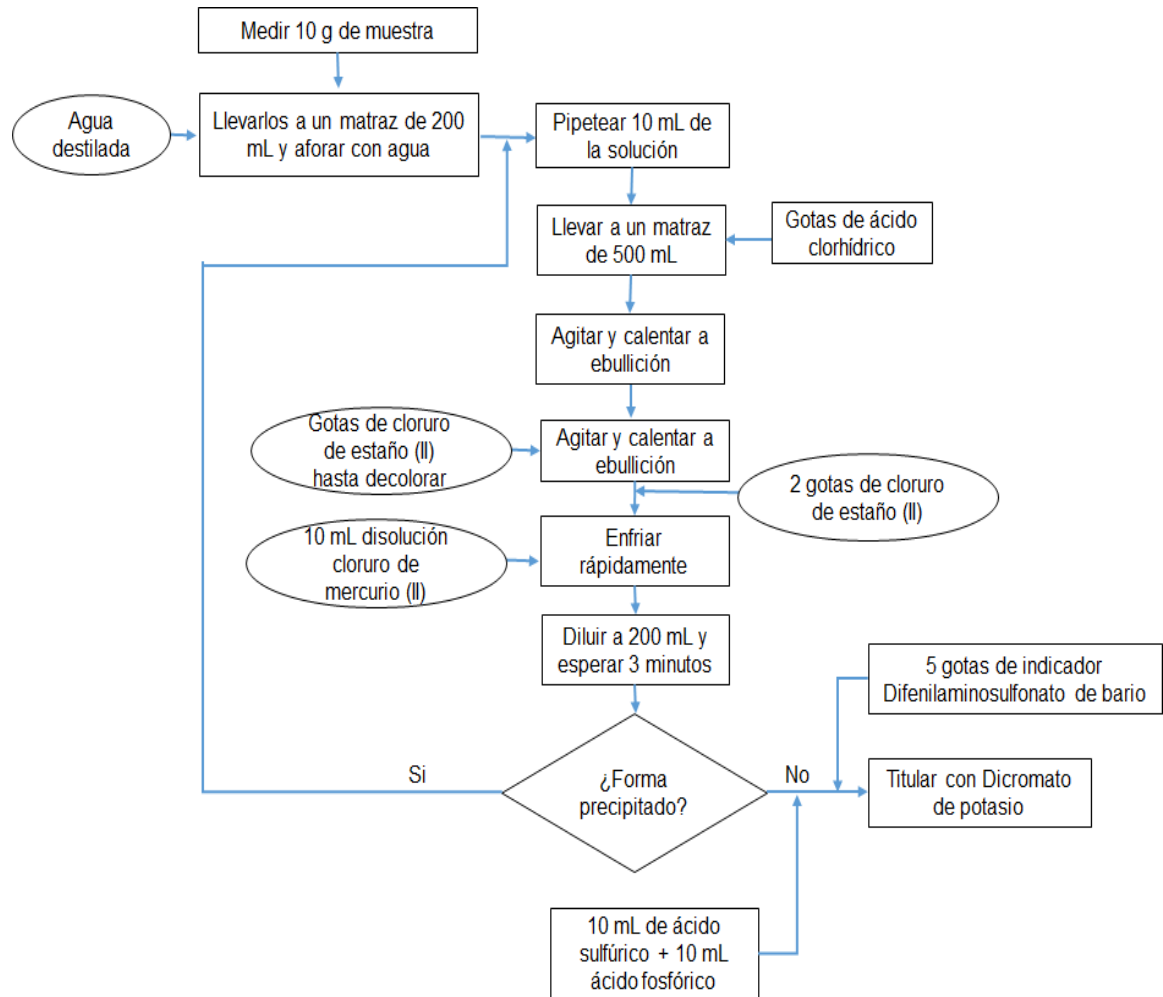 Medir 10 g de muestra
Agua
destilada
Llevarlos a un matraz de 200
mL y aforar con agua
Pipetear 10 mL de
la solución
Llevar a un matraz
de 500 mL
Gotas de ácido
clorhídrico
Agitar y calentar a
ebullición
Gotas de cloruro
de estaño (II)
hasta decolorar
Agitar y calentar a
ebullición
2 gotas de cloruro
de estaño (II)
10 mL disolución
cloruro de
mercurio (II)
Enfriar
rápidamente
Diluir a 200 mL y
esperar 3 minutos
5 gotas de indicador
Difenilaminosulfonato de bario
Si
¿Forma
precipitado?
No
Titular con Dicromato
de potasio
10 mL de ácido
sulfúrico + 10 mL
ácido fosfórico